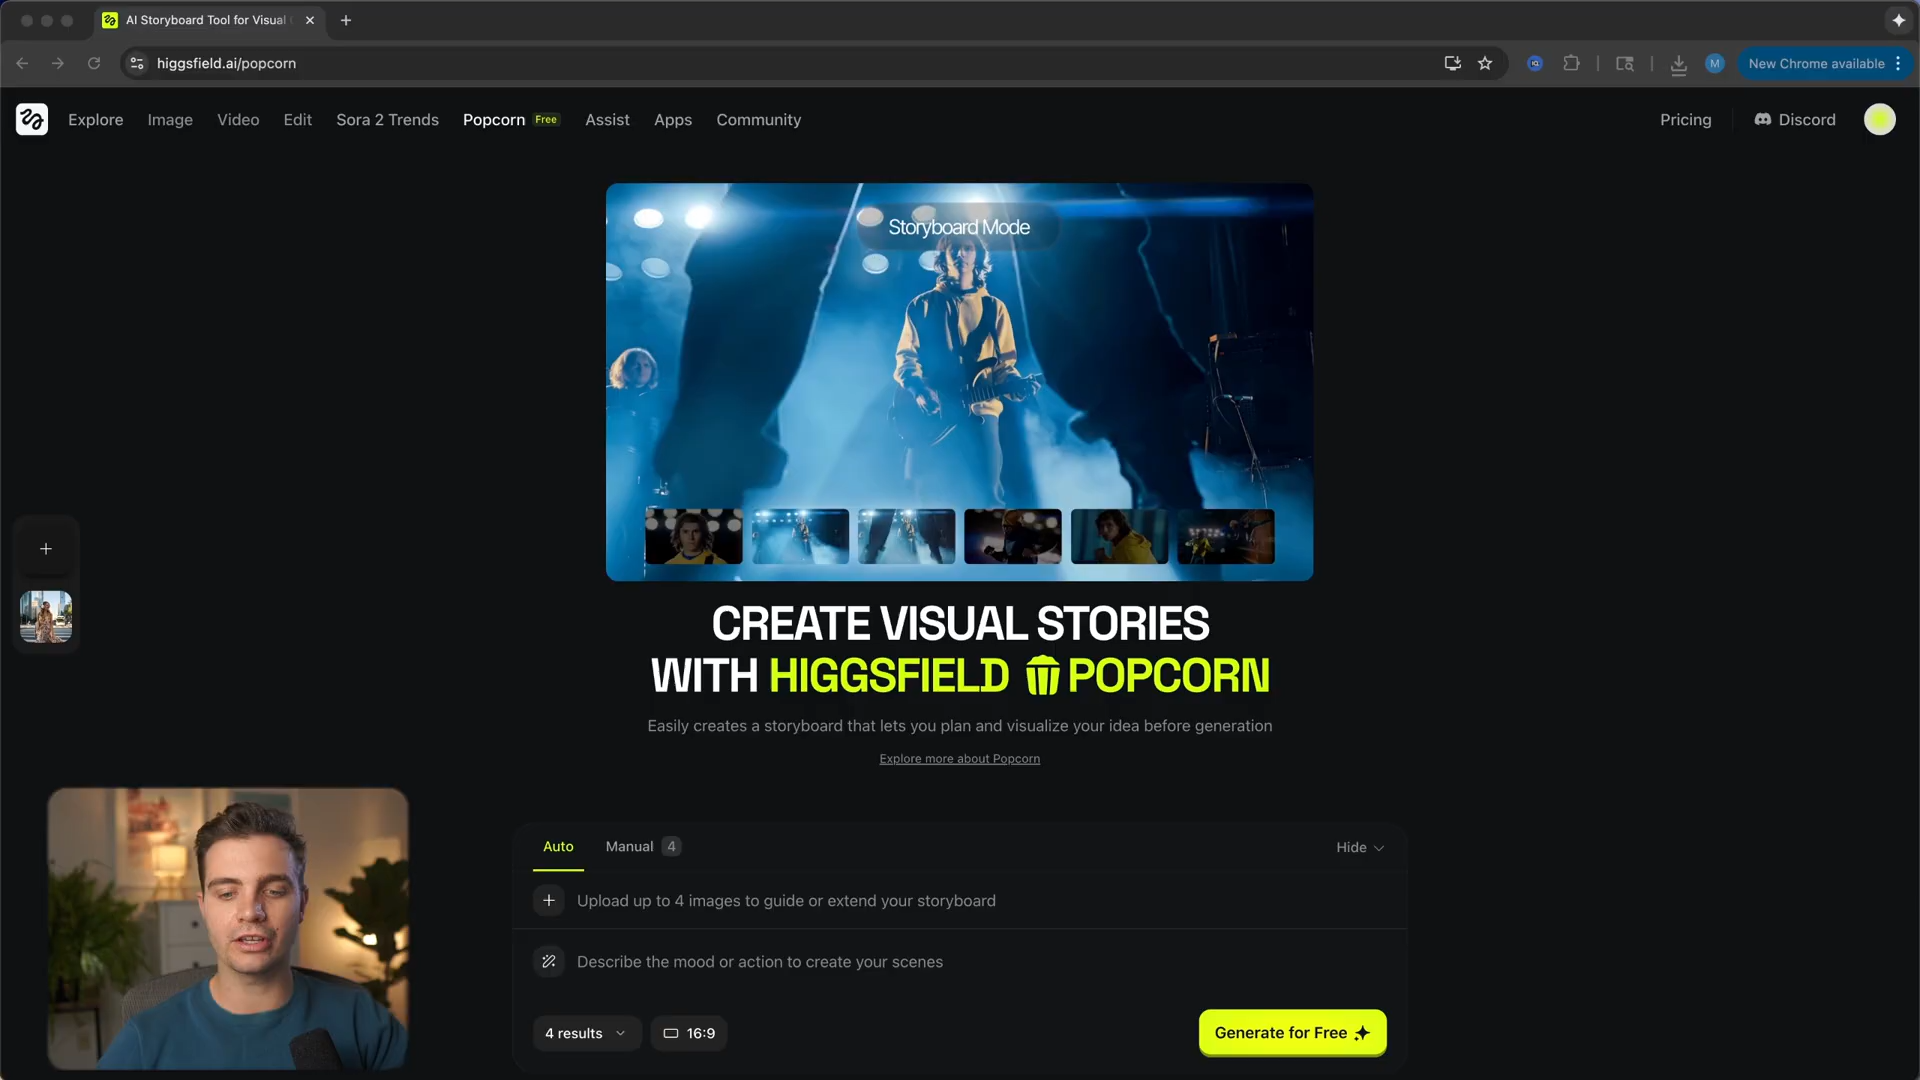 AI Storyboard Tool for Visual
higgsfield.ai/popcorn
M
New Chrome available
Explore
Image
Video
Edit
Sora 2 Trends
Popcorn Free
Assist
Apps
Community
Pricing
Discord
Storyboard Mode
CREATE VISUAL STORIES
WITH HIGGSFIELD POPCORN
Easily creates a storyboard that lets you plan and visualize your idea before generation
Explore more about Popcorn
Auto
Manual 4
Hide
Upload up to 4 images to guide or extend your storyboard
Describe the mood or action to create your scenes
4 results
16:9
Generate for Free